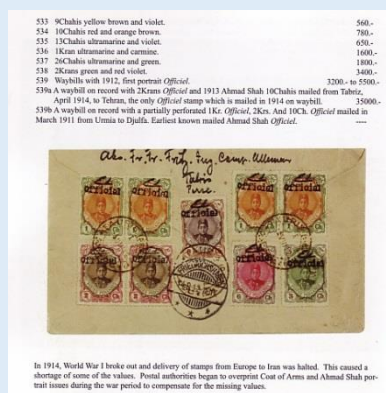 533 9Chahis yellow brown and violet. 560.-
534 10Chahis red and orange brown. 780.-
535 13Chahis ultramarine and violet. 650.-
536 1Kran ultramarine and carmine. 1600.-
537 26Chahis ultramarine and green. 1800.-
538 2Krans green and red violet. 3400.-
539 Waybills with 1912, first portrait Officiel. 3200.- to 5500.-
539a A waybill on record with 2Krans Officiel and 1913 Ahmad Shah 10Chahis mailed from Tabriz,
April 1914, to Tehran, the only Officiel stamp which is mailed in 1914 on waybill. 35000.-
539b A waybill on record with a partially perforated 1Kr. Officiel, 2Krs. And 10Ch. Officiel mailed in
March 1911 from Urmia to Djulfa. Earliest known mailed Ahmad Shah Officiel. ----
Tabris
Officiel Officiel Officiel Officiel
Officiel
Officiel Officiel Officiel Officiel
In 1914, World War I broke out and delivery of stamps from Europe to Iran was halted. This caused a
shortage of some of the values. Postal authorities began to overprint Coat of Arms and Ahmad Shah por-
trait issues during the war period to compensate for the missing values.